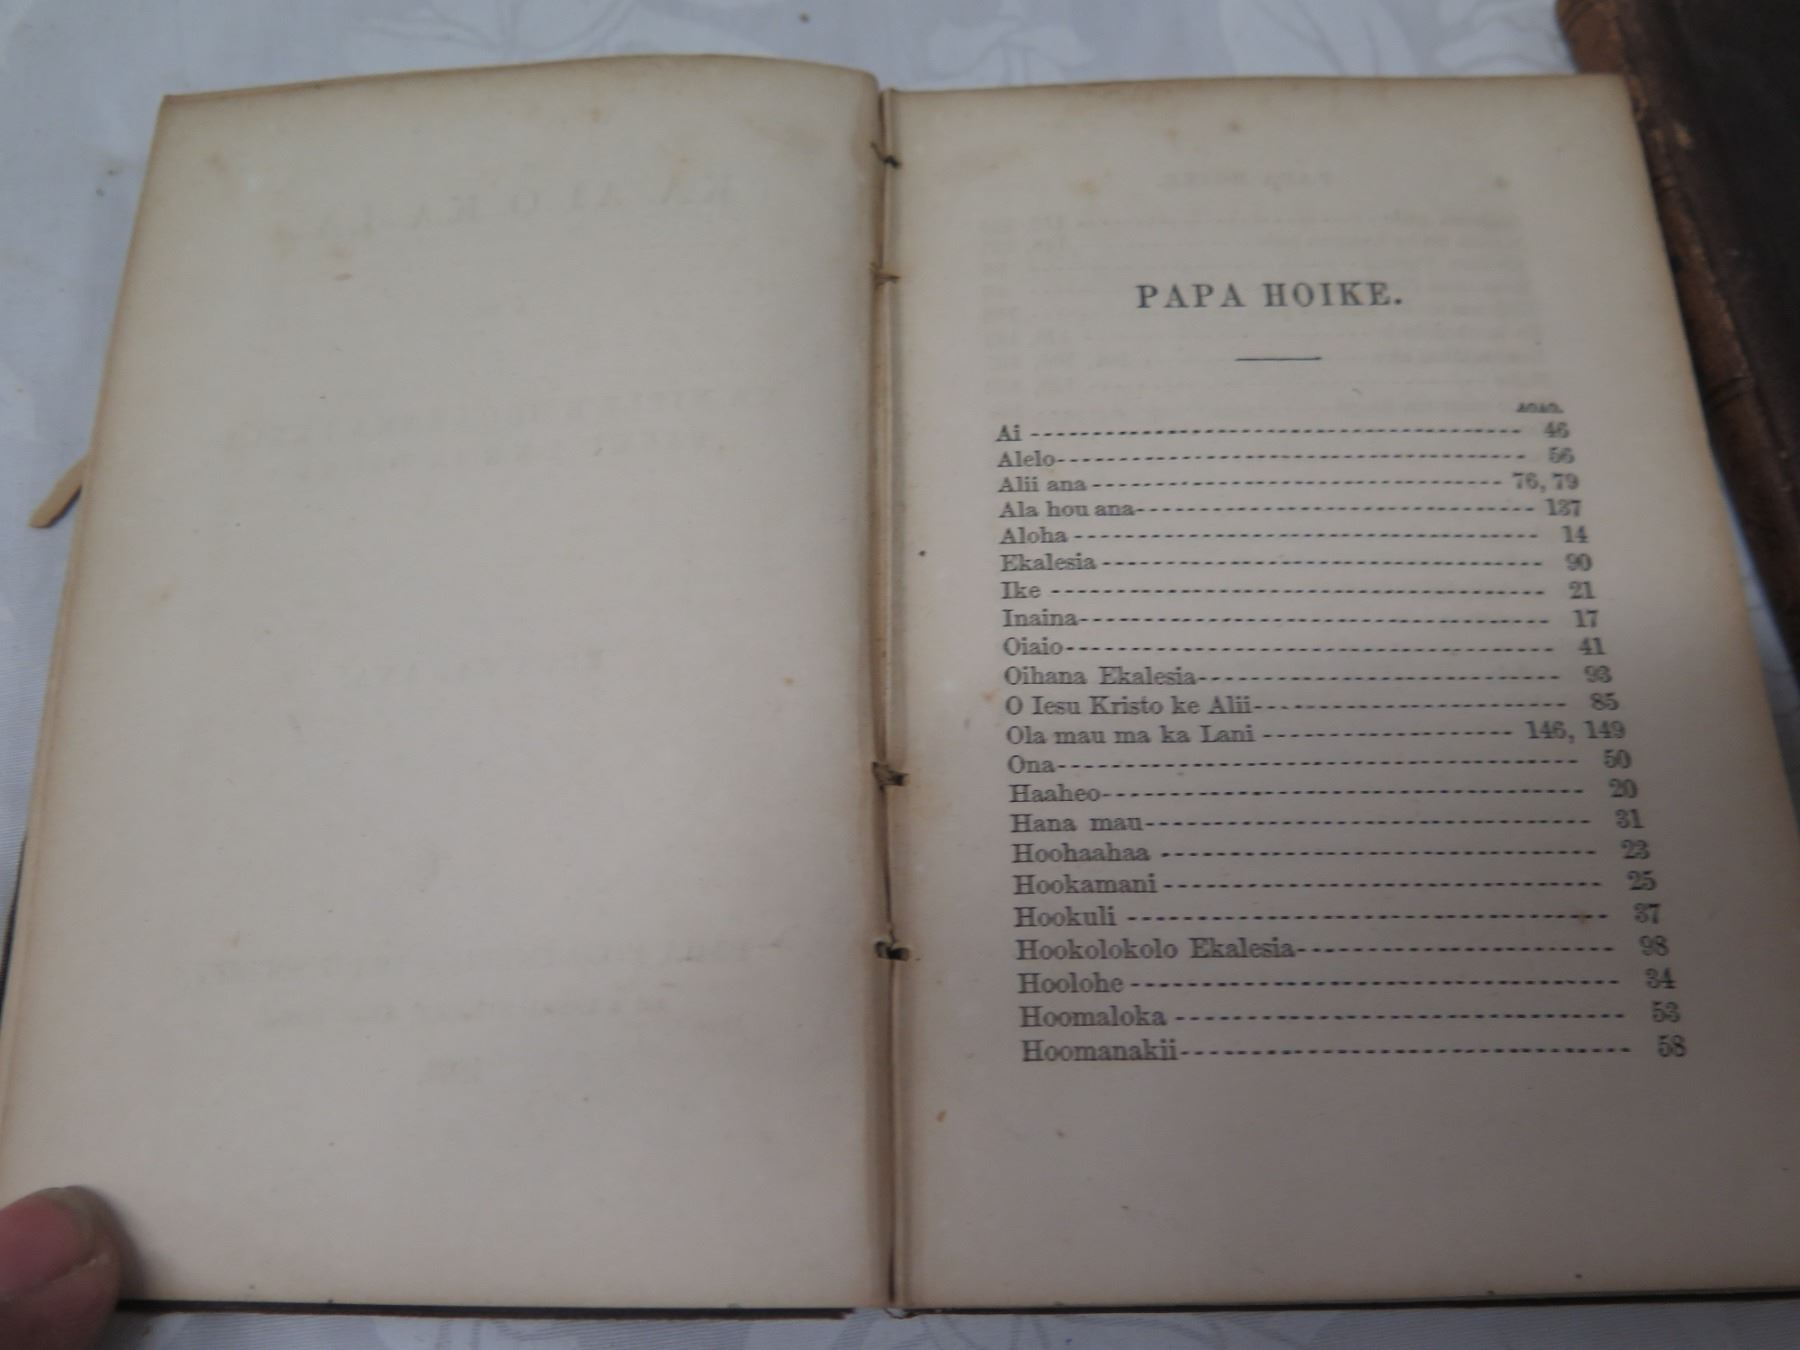 PAPA HOIKE.
AOAO.
Ai 46
Alelo 56
Alii ana 76, 79
Ala hou ana 137
Aloha 14
Ekalesia 90
Ike 21
Inaina 17
Oiaio 41
Oihana Ekalesia 93
O Iesu Kristo ke Alii 85
Ola mau ma ka Lani 146, 149
Ona 50
Haaheo 20
Hana mau 31
Hoohaahaa 23
Hookamani 25
Hookuli 37
Hookolokolo Ekalesia 98
Hoolohe 34
Hoomaloka 53
Hoomanakii 58